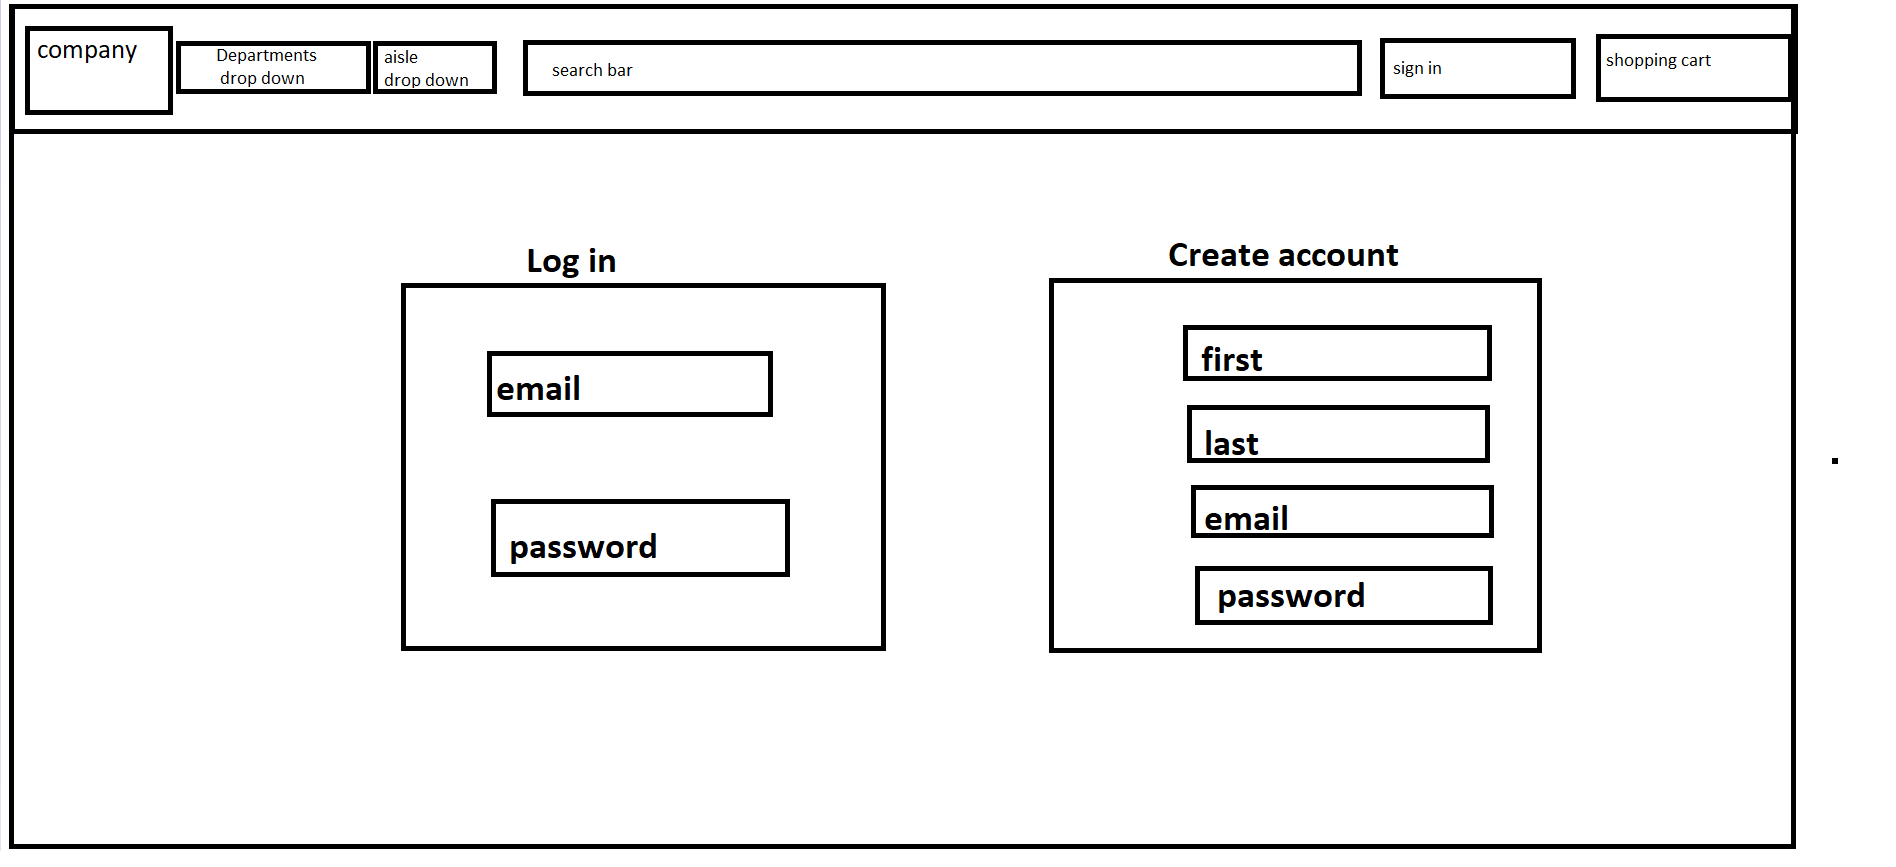 company
Departments
drop down
aisle
drop down
search bar
sign in
shopping cart
Log in
email
password
Create account
first
last
email
password